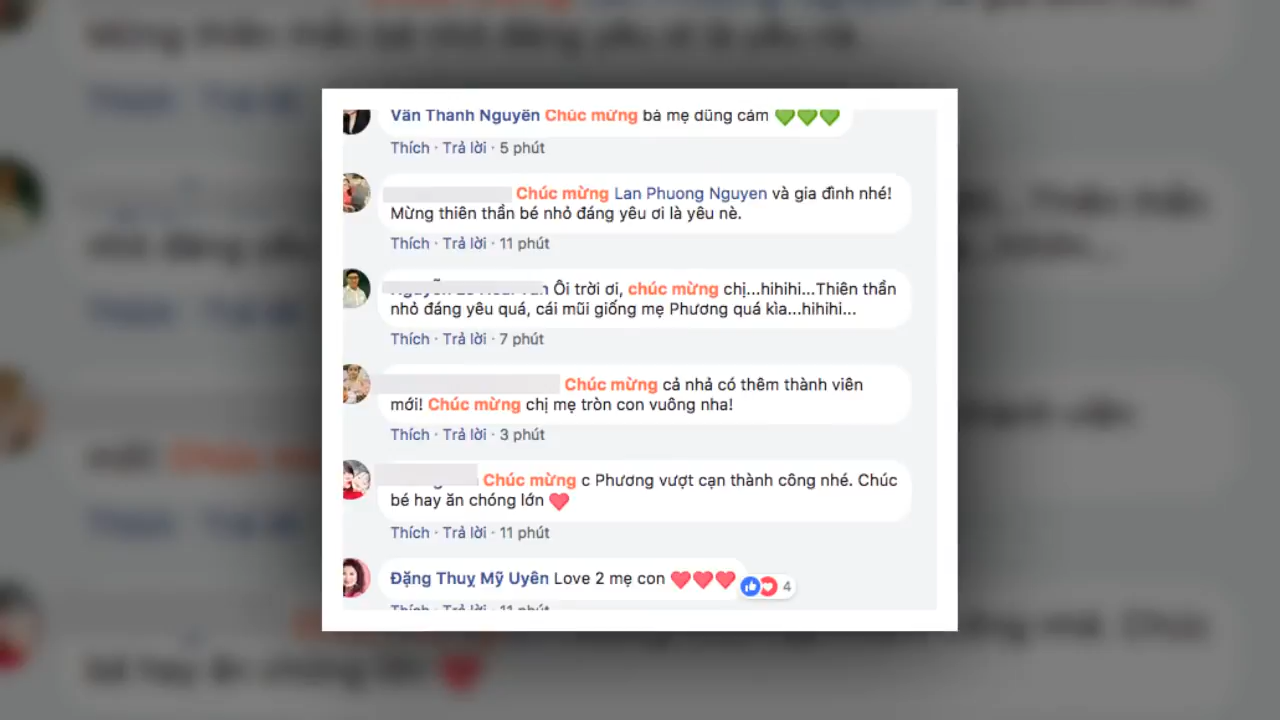 Văn Thanh Nguyễn Chúc mừng bà mẹ dũng cảm 💚💚💚
Thích · Trả lời · 5 phút
Chúc mừng Lan Phuong Nguyen và gia đình nhé!
Mừng thiên thần bé nhỏ đáng yêu ơi là yêu nè.
Thích · Trả lời · 11 phút
Ôi trời ơi, chúc mừng chị...hihihi...Thiên thần
nhỏ đáng yêu quá, cái mũi giống mẹ Phương quá kìa...hihihi...
Thích · Trả lời · 7 phút
Chúc mừng cả nhà có thêm thành viên
mới! Chúc mừng chị mẹ tròn con vuông nha!
Thích · Trả lời · 3 phút
Chúc mừng c Phương vượt cạn thành công nhé. Chúc
bé hay ăn chóng lớn ❤️
Thích · Trả lời · 11 phút
Đặng Thuỵ Mỹ Uyên Love 2 mẹ con ❤️❤️❤️ 4
Thích · Trả lời · 11 phút